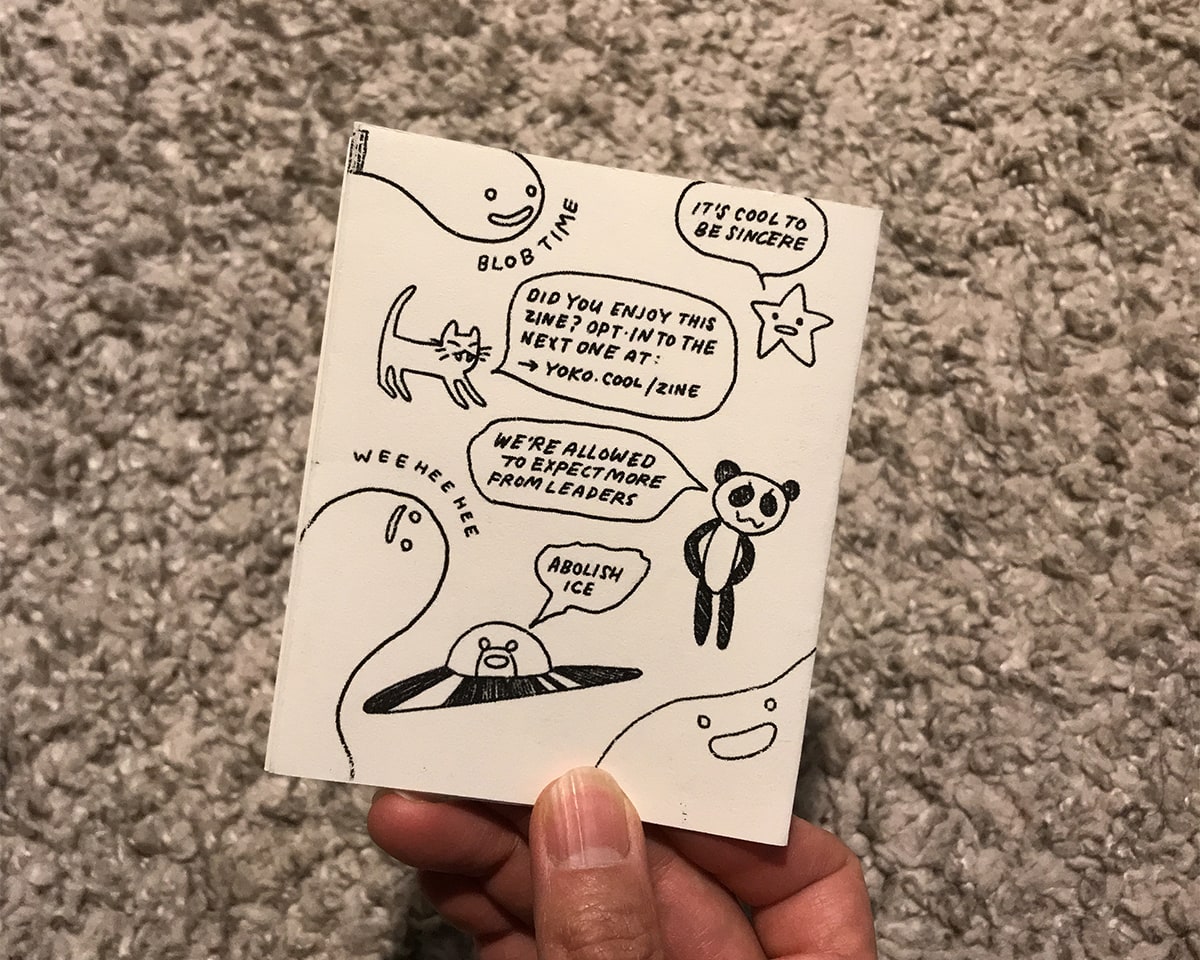 BLOB TIME
IT'S COOL TO
BE SINCERE
DID YOU ENJOY THIS
ZINE? OPT-IN TO THE
NEXT ONE AT:
→ YOKO.COOL/ZINE
WE'RE ALLOWED
TO EXPECT MORE
FROM LEADERS
WEE HEE HEE
ABOLISH
ICE